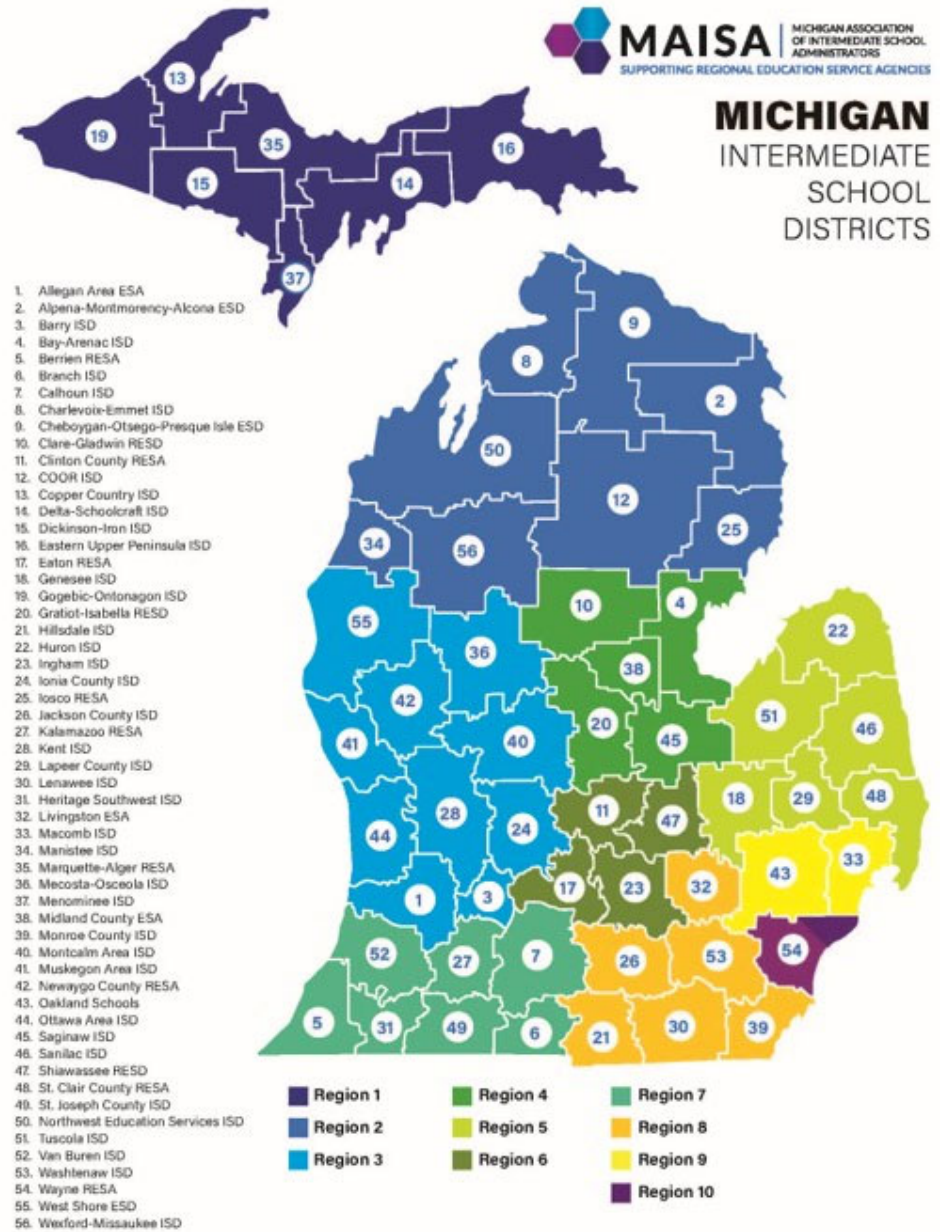 MAISA
MICHIGAN ASSOCIATION
OF INTERMEDIATE SCHOOL
ADMINISTRATORS
SUPPORTING REGIONAL EDUCATION SERVICE AGENCIES
MICHIGAN
INTERMEDIATE
SCHOOL
DISTRICTS
13
19
35
16
15
14
37
1. Allegan Area ESA
2. Alpena-Montmorency-Alcona ESD
3. Barry ISD
4. Bay-Arenac ISD
5. Berrien RESA
6. Branch ISD
7. Calhoun ISD
8. Charlevoix-Emmet ISD
9. Cheboygan-Otsego-Presque Isle ESD
10. Clare-Gladwin RESD
11. Clinton County RESA
12. COOR ISD
13. Copper Country ISD
14. Delta-Schoolcraft ISD
15. Dickinson-Iron ISD
16. Eastern Upper Peninsula ISD
17. Eaton RESA
18. Genesee ISD
19. Gogebic-Ontonagon ISD
20. Gratiot-Isabella RESD
21. Hillsdale ISD
22. Huron ISD
23. Ingham ISD
24. Ionia County ISD
25. Iosco RESA
26. Jackson County ISD
27. Kalamazoo RESA
28. Kent ISD
29. Lapeer County ISD
30. Lenawee ISD
31. Heritage Southwest ISD
32. Livingston ESA
33. Macomb ISD
34. Manistee ISD
35. Marquette-Alger RESA
36. Mecosta-Osceola ISD
37. Menominee ISD
38. Midland County ESA
39. Monroe County ISD
40. Montcalm Area ISD
41. Muskegon Area ISD
42. Newaygo County RESA
43. Oakland Schools
44. Ottawa Area ISD
45. Saginaw ISD
46. Sanilac ISD
47. Shiawassee RESD
48. St. Clair County RESA
49. St. Joseph County ISD
50. Northwest Education Services ISD
51. Tuscola ISD
52. Van Buren ISD
53. Washtenaw ISD
54. Wayne RESA
55. West Shore ESD
56. Wexford-Missaukee ISD
9
8
2
50
12
25
34
56
10
4
55
22
36
38
42
51
20
46
41
40
45
18
29
48
11
28
47
24
44
33
43
17
23
32
3
1
54
52
27
7
26
53
5
31
49
6
21
30
39
Region 1
Region 2
Region 3
Region 4
Region 5
Region 6
Region 7
Region 8
Region 9
Region 10